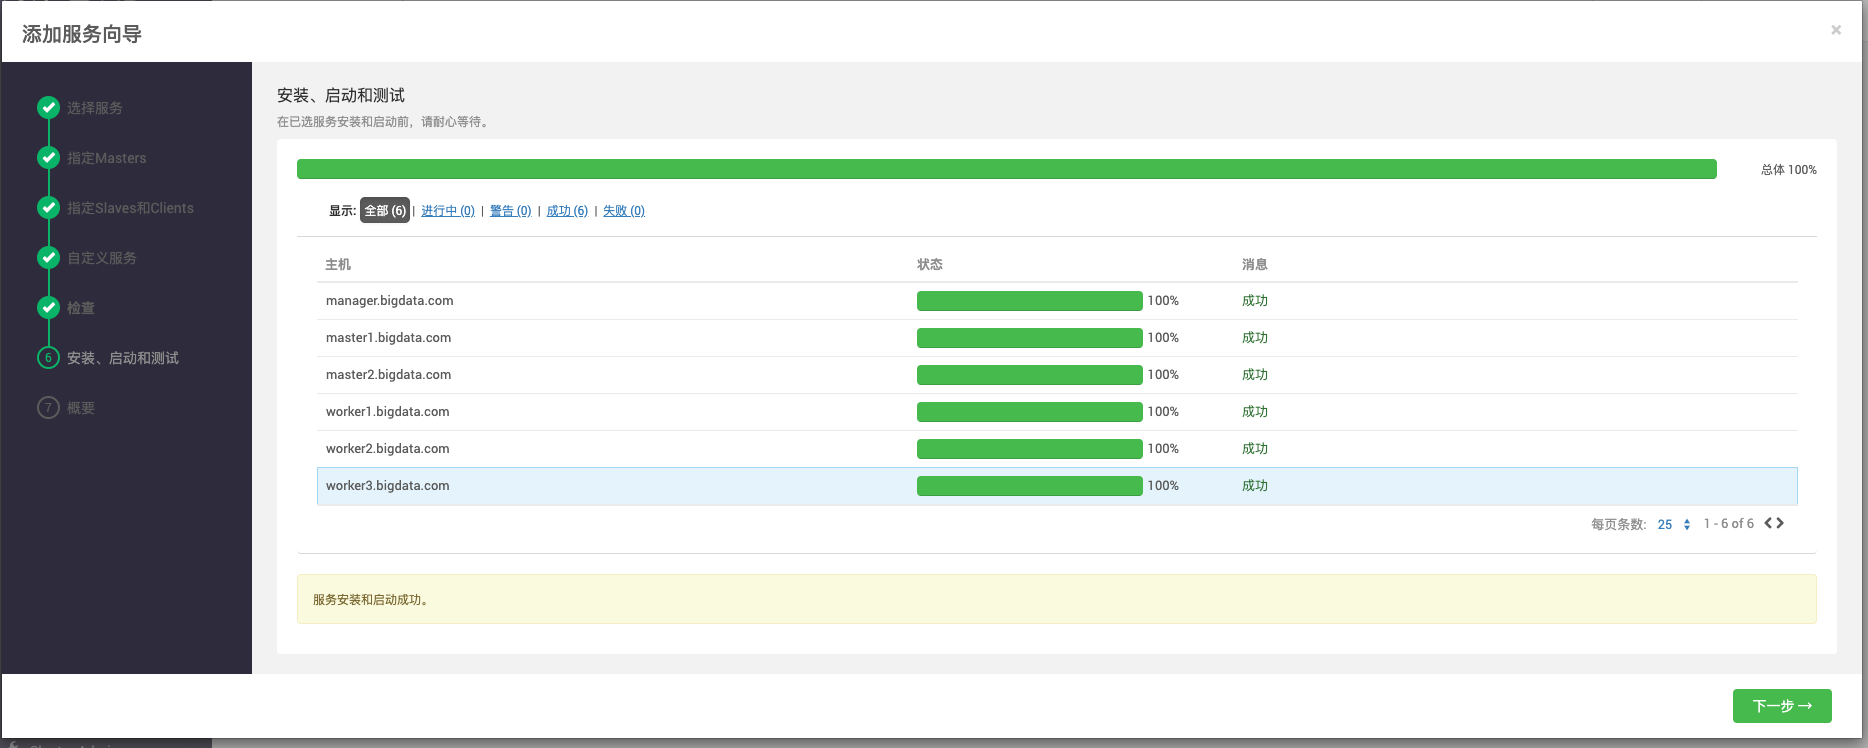 添加服务向导
×
选择服务
指定Masters
指定Slaves和Clients
自定义服务
检查
6 安装、启动和测试
7 概要
安装、启动和测试
在已选服务安装和启动前，请耐心等待。
总体 100%
显示: 全部 (6) | 进行中 (0) | 警告 (0) | 成功 (6) | 失败 (0)
主机 状态 消息
manager.bigdata.com 100% 成功
master1.bigdata.com 100% 成功
master2.bigdata.com 100% 成功
worker1.bigdata.com 100% 成功
worker2.bigdata.com 100% 成功
worker3.bigdata.com 100% 成功
每页条数: 25 1 - 6 of 6
服务安装和启动成功。
下一步 →